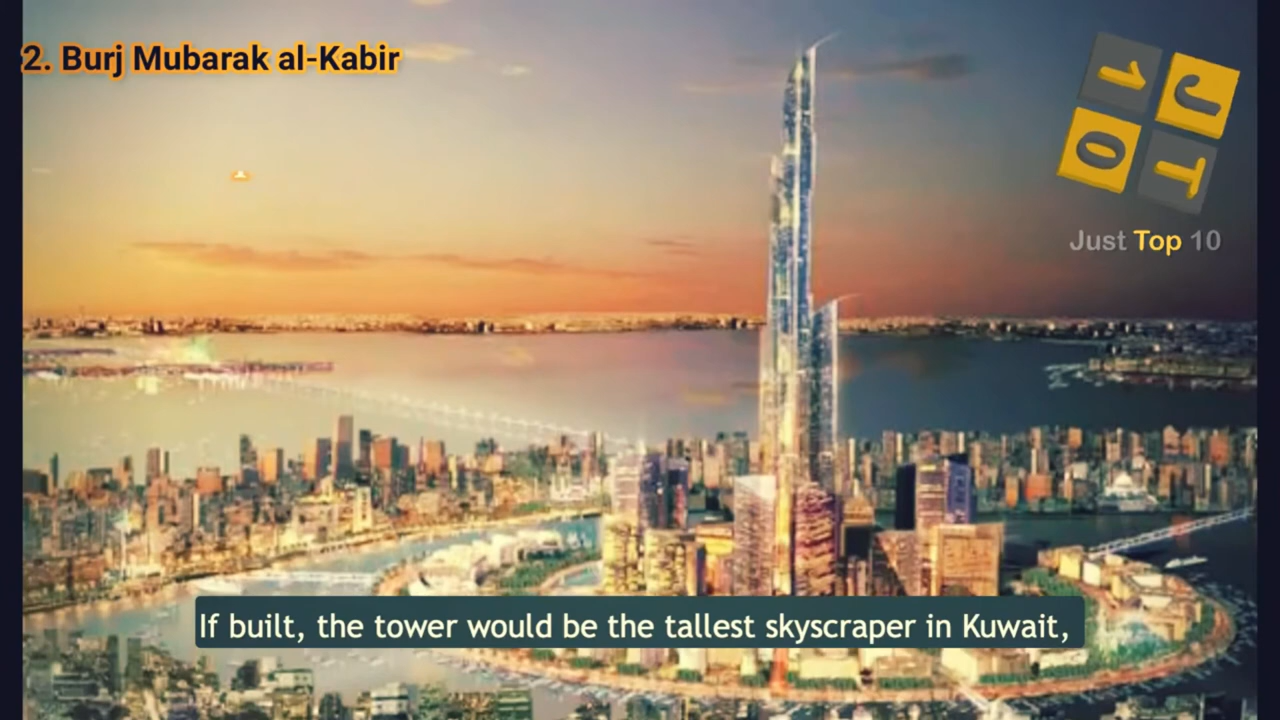 2. Burj Mubarak al-Kabir
1 J
0 T
Just Top 10
If built, the tower would be the tallest skyscraper in Kuwait,